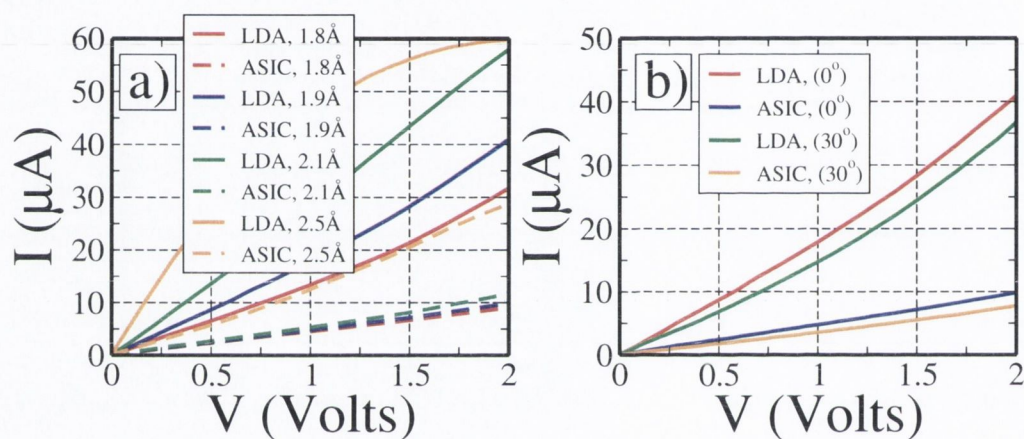 a)
LDA, 1.8Å
ASIC, 1.8Å
LDA, 1.9Å
ASIC, 1.9Å
LDA, 2.1Å
ASIC, 2.1Å
LDA, 2.5Å
ASIC, 2.5Å
60
50
40
30
20
10
0
I (μA)
0
0.5
1
1.5
2
V (Volts)
b)
LDA, (0°)
ASIC, (0°)
LDA, (30°)
ASIC, (30°)
50
40
30
20
10
0
I (μA)
0
0.5
1
1.5
2
V (Volts)